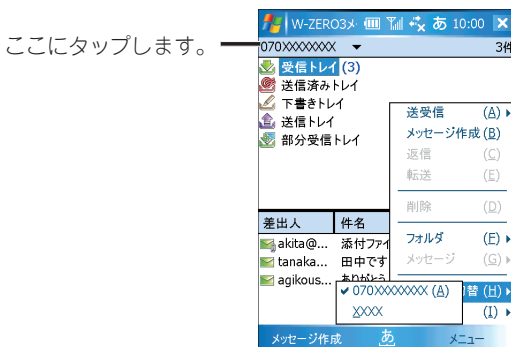 ここにタップします。
W-ZERO3メ あ 10:00
070XXXXXXXX 3件
受信トレイ (3)
送信済みトレイ
下書きトレイ
送信トレイ
部分受信トレイ
送受信 (A)
メッセージ作成 (B)
返信 (C)
転送 (E)
削除 (D)
フォルダ (F)
メッセージ (G)
替 (H)
(I)
差出人 件名
akita@... 添付ファイ
tanaka... 田中です
agikous... ありがとう
070XXXXXXXX (A)
XXXX
メッセージ作成 あ メニュー